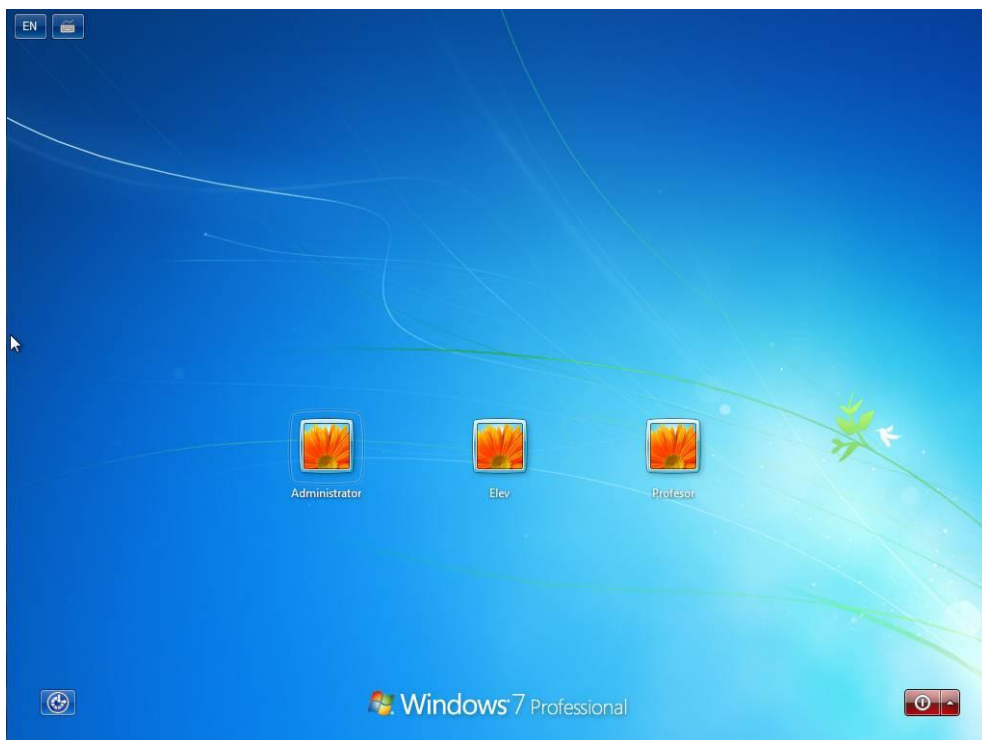 EN
Administrator
Elev
Profesor
Windows 7 Professional